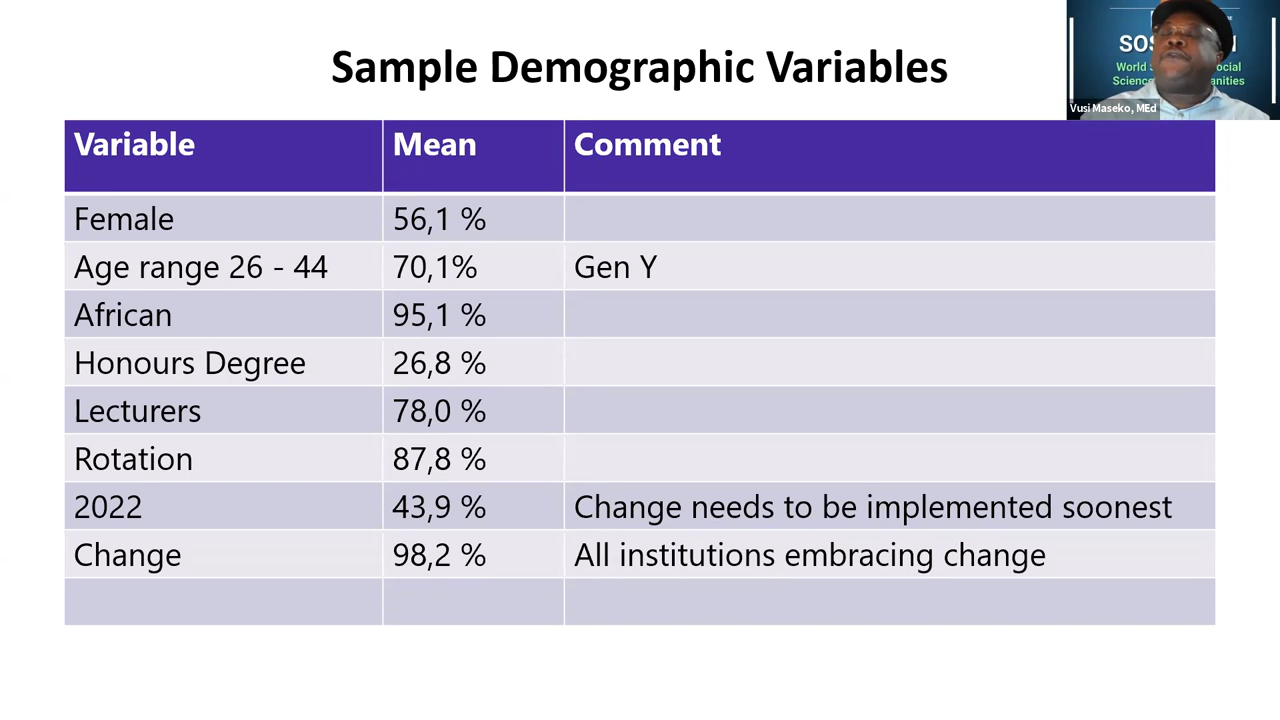 Sample Demographic Variables
Vusi Maseko, MEd
Variable Mean Comment
Female 56,1 %
Age range 26 - 44 70,1% Gen Y
African 95,1 %
Honours Degree 26,8 %
Lecturers 78,0 %
Rotation 87,8 %
2022 43,9 % Change needs to be implemented soonest
Change 98,2 % All institutions embracing change